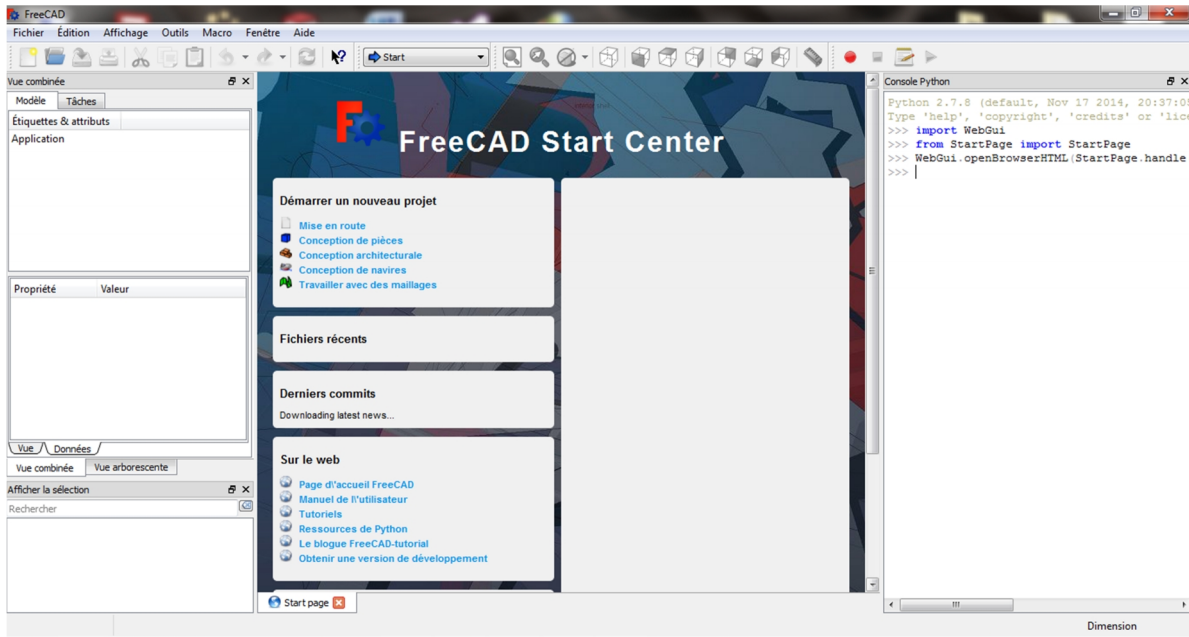 FreeCAD
Fichier Édition Affichage Outils Macro Fenêtre Aide
Start
Vue combinée
Modèle Tâches
Étiquettes & attributs
Application
Propriété Valeur
Vue Données
Vue combinée Vue arborescente
Afficher la sélection
Rechercher
FreeCAD Start Center
Démarrer un nouveau projet
Mise en route
Conception de pièces
Conception architecturale
Conception de navires
Travailler avec des maillages
Fichiers récents
Derniers commits
Downloading latest news...
Sur le web
Page d\'accueil FreeCAD
Manuel de l\'utilisateur
Tutoriels
Ressources de Python
Le blogue FreeCAD-tutorial
Obtenir une version de développement
Start page
Console Python
Python 2.7.8 (default, Nov 17 2014, 20:37:0
Type 'help', 'copyright', 'credits' or 'lic
>>> import WebGui
>>> from StartPage import StartPage
>>> WebGui.openBrowserHTML(StartPage.handle
>>>
Dimension